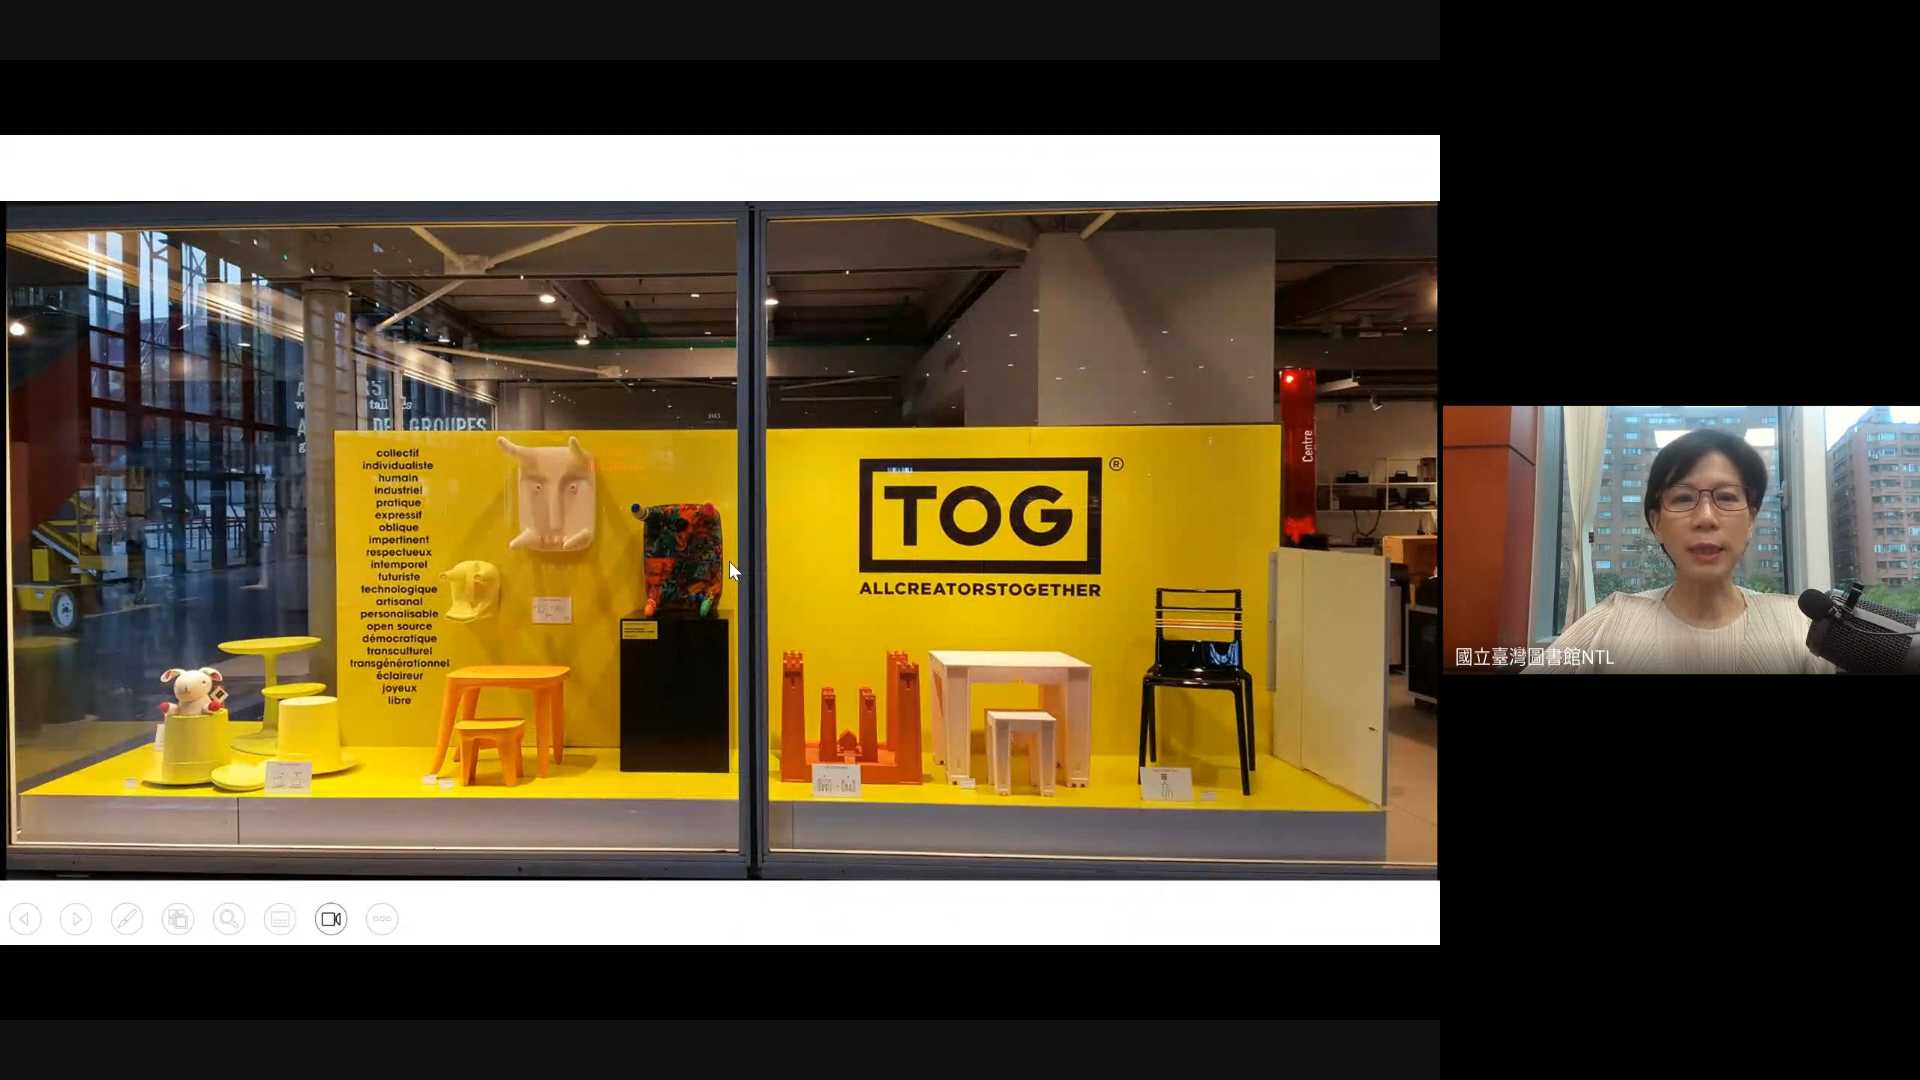 DE GROUPES
collectif
individualiste
humain
industriel
pratique
expressif
oblique
impertinent
respectueux
intemporel
futuriste
technologique
artisanal
personalisable
open source
démocratique
transculturel
transgénérationnel
éclaireur
joyeux
libre
TOG
®
ALLCREATORSTOGETHER
Centre
國立臺灣圖書館NTL